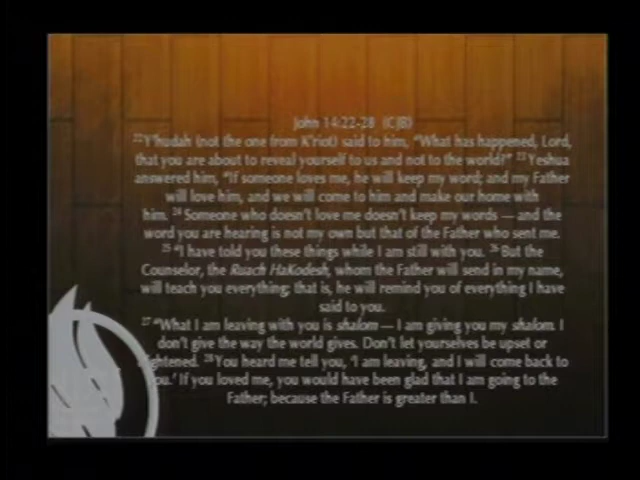 John 14:22-28 (CJB)
22Y'hudah (not the one from K'riot) said to him, "What has happened, Lord,
that you are about to reveal yourself to us and not to the world?" 23 Yeshua
answered him, "If someone loves me, he will keep my word; and my Father
will love him, and we will come to him and make our home with
him. 24 Someone who doesn't love me doesn't keep my words — and the
word you are hearing is not my own but that of the Father who sent me.
25 "I have told you these things while I am still with you. 26 But the
Counselor, the Ruach HaKodesh, whom the Father will send in my name,
will teach you everything; that is, he will remind you of everything I have
said to you.
27 "What I am leaving with you is shalom — I am giving you my shalom. I
don't give the way the world gives. Don't let yourselves be upset or
ightened. 28 You heard me tell you, 'I am leaving, and I will come back to
ou.' If you loved me, you would have been glad that I am going to the
Father; because the Father is greater than I.